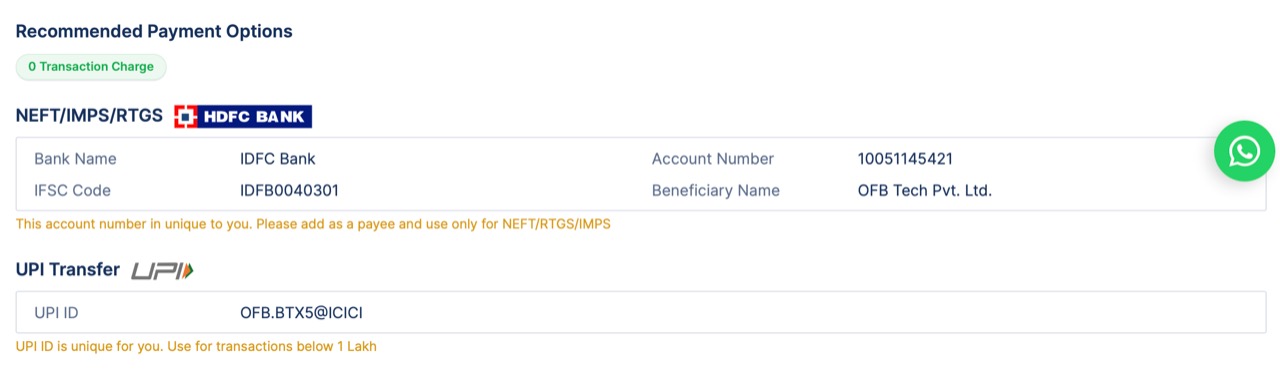 Recommended Payment Options
0 Transaction Charge
NEFT/IMPS/RTGS HDFC BANK
Bank Name IDFC Bank Account Number 10051145421
IFSC Code IDFB0040301 Beneficiary Name OFB Tech Pvt. Ltd.
This account number in unique to you. Please add as a payee and use only for NEFT/RTGS/IMPS
UPI Transfer UPI
UPI ID OFB.BTX5@ICICI
UPI ID is unique for you. Use for transactions below 1 Lakh